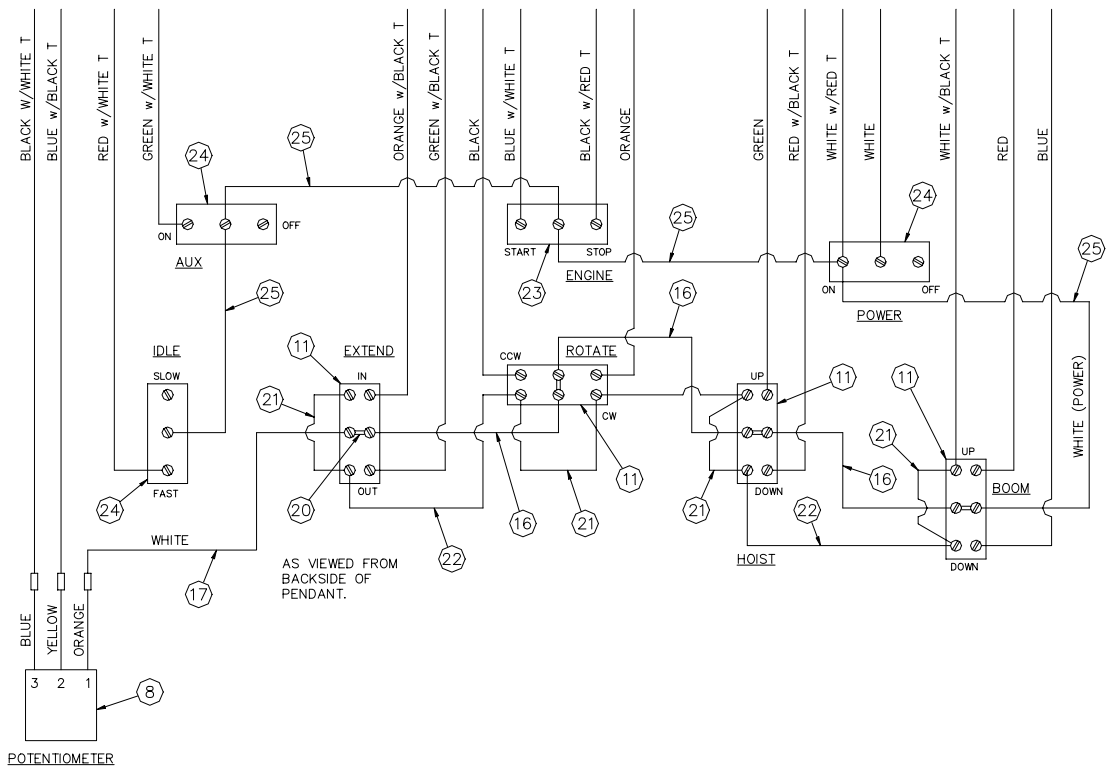 BLACK w/WHITE T
BLUE w/BLACK T
RED w/WHITE T
GREEN w/WHITE T
ORANGE w/BLACK T
GREEN w/BLACK T
BLACK
BLUE w/WHITE T
BLACK w/RED T
ORANGE
GREEN
RED w/BLACK T
WHITE w/RED T
WHITE
WHITE w/BLACK T
RED
BLUE
25
24
24
ON
OFF
AUX
START
STOP
ENGINE
23
25
ON
OFF
POWER
25
25
16
IDLE
SLOW
FAST
24
11
EXTEND
IN
OUT
21
20
CCW
ROTATE
CW
11
16
21
22
UP
11
DOWN
21
HOIST
16
22
11
21
UP
BOOM
DOWN
WHITE (POWER)
WHITE
17
AS VIEWED FROM
BACKSIDE OF
PENDANT.
BLUE
YELLOW
ORANGE
3 2 1
8
POTENTIOMETER